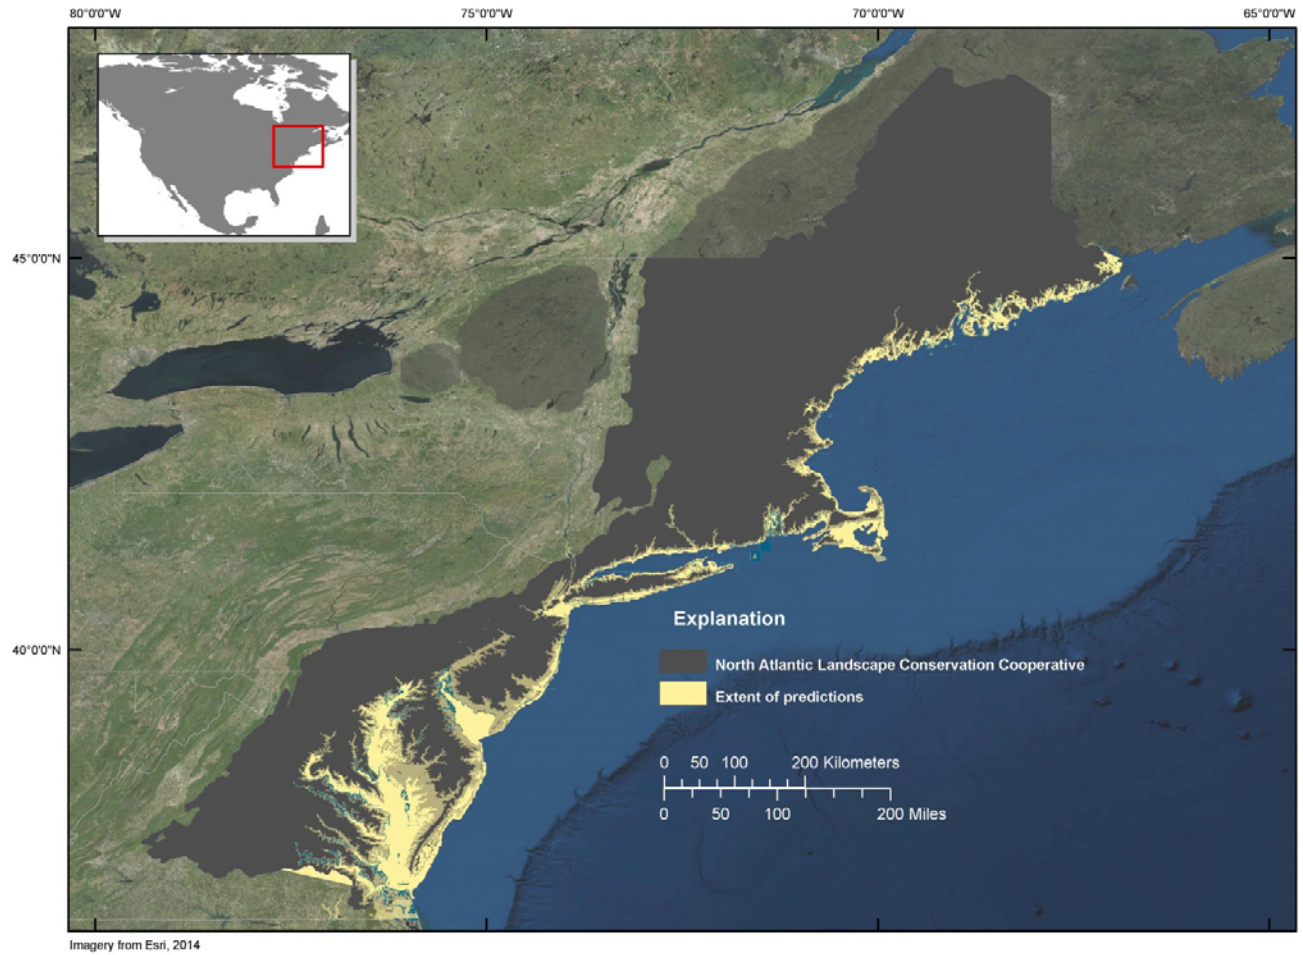 80°0'0"W 75°0'0"W 70°0'0"W 65°0'0"W
45°0'0"N
40°0'0"N
Explanation
North Atlantic Landscape Conservation Cooperative
Extent of predictions
0 50 100 200 Kilometers
0 50 100 200 Miles
Imagery from Esri, 2014